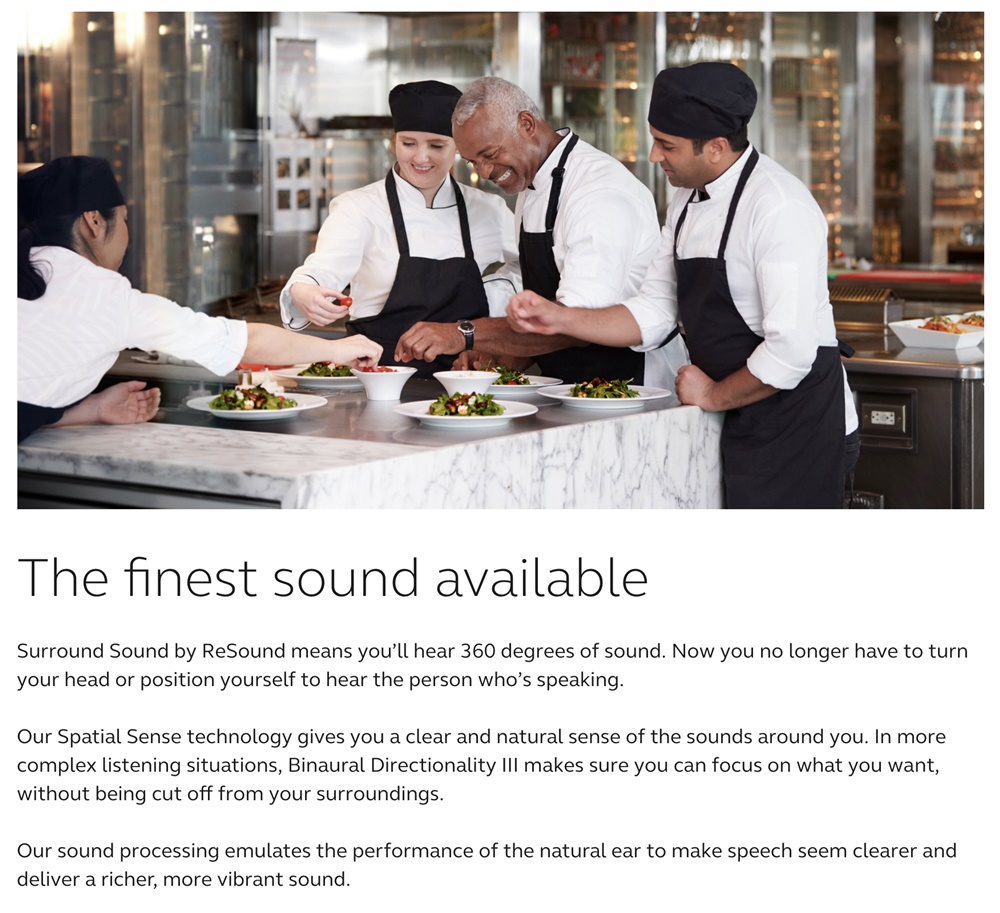 The finest sound available
Surround Sound by ReSound means you’ll hear 360 degrees of sound. Now you no longer have to turn
your head or position yourself to hear the person who’s speaking.
Our Spatial Sense technology gives you a clear and natural sense of the sounds around you. In more
complex listening situations, Binaural Directionality III makes sure you can focus on what you want,
without being cut off from your surroundings.
Our sound processing emulates the performance of the natural ear to make speech seem clearer and
deliver a richer, more vibrant sound.